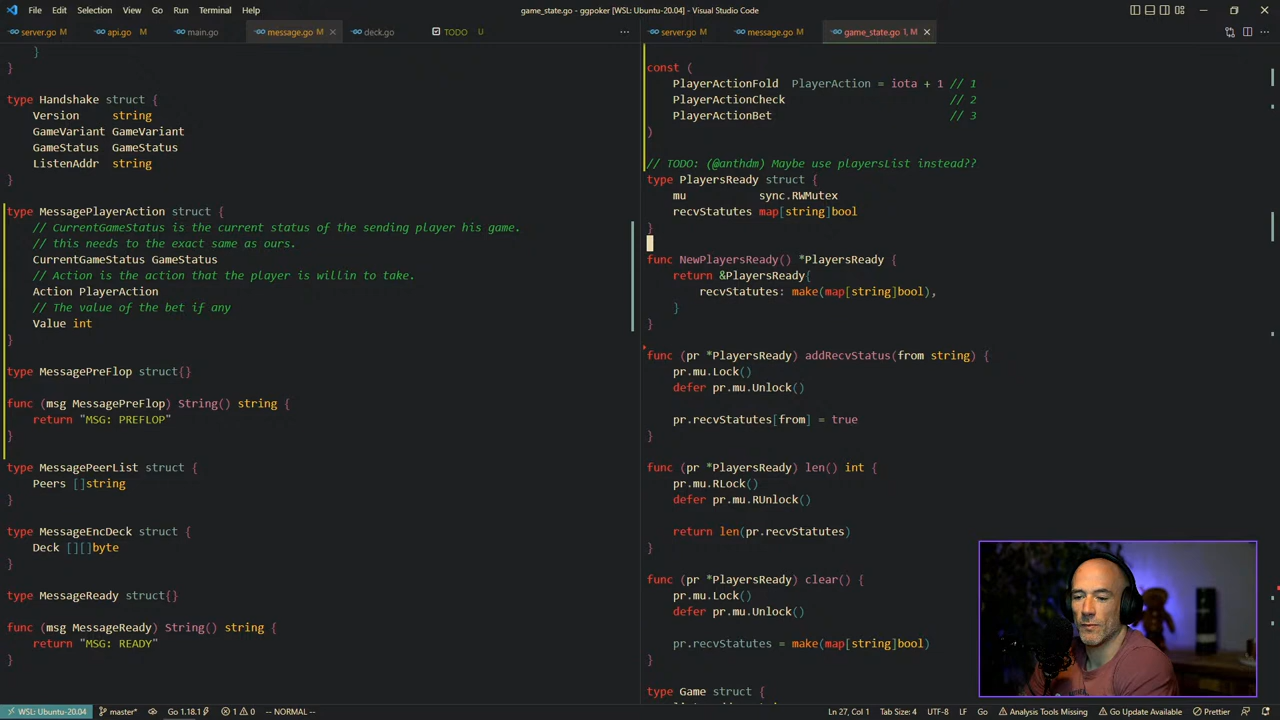 File Edit Selection View Go Run Terminal Help
game_state.go - ggpoker [WSL: Ubuntu-20.04] - Visual Studio Code
server.go M api.go M main.go message.go M × deck.go TODO U ...
}
}
type Handshake struct {
Version string
GameVariant GameVariant
GameStatus GameStatus
ListenAddr string
}
type MessagePlayerAction struct {
// CurrentGameStatus is the current status of the sending player his game.
// this needs to the exact same as ours.
CurrentGameStatus GameStatus
// Action is the action that the player is willin to take.
Action PlayerAction
// The value of the bet if any
Value int
}
type MessagePreFlop struct{}
func (msg MessagePreFlop) String() string {
return "MSG: PREFLOP"
}
type MessagePeerList struct {
Peers []string
}
type MessageEncDeck struct {
Deck [][]byte
}
type MessageReady struct{}
func (msg MessageReady) String() string {
return "MSG: READY"
}
server.go M message.go M game_state.go 1, M × ...
const (
PlayerActionFold PlayerAction = iota + 1 // 1
PlayerActionCheck // 2
PlayerActionBet // 3
)
// TODO: (@anthdm) Maybe use playersList instead??
type PlayersReady struct {
mu sync.RWMutex
recvStatutes map[string]bool
}
func NewPlayersReady() *PlayersReady {
return &PlayersReady{
recvStatutes: make(map[string]bool),
}
}
func (pr *PlayersReady) addRecvStatus(from string) {
pr.mu.Lock()
defer pr.mu.Unlock()
pr.recvStatutes[from] = true
}
func (pr *PlayersReady) len() int {
pr.mu.RLock()
defer pr.mu.RUnlock()
return len(pr.recvStatutes)
}
func (pr *PlayersReady) clear() {
pr.mu.Lock()
defer pr.mu.Unlock()
pr.recvStatutes = make(map[string]bool)
}
type Game struct {
WSL: Ubuntu-20.04 master* Go 1.18.1 1 0 -- NORMAL -- Ln 27, Col 1 Tab Size: 4 UTF-8 LF Go Analysis Tools Missing Go Update Available Prettier